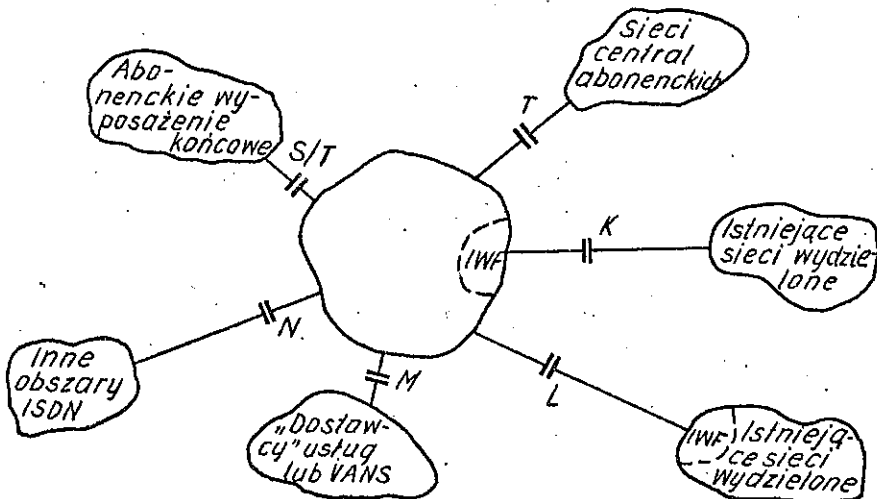 Sieci
central
abonenckich
Abo-
nenckie wy-
posażenie
końcowe
S/T
T
K
IWF
Istniejące
sieci wydzie-
lone
N
Inne
obszary
ISDN
M
„Dostaw-
cy” usług
lub VANS
L
IWF
Istnieją-
ce sieci
wydzielone